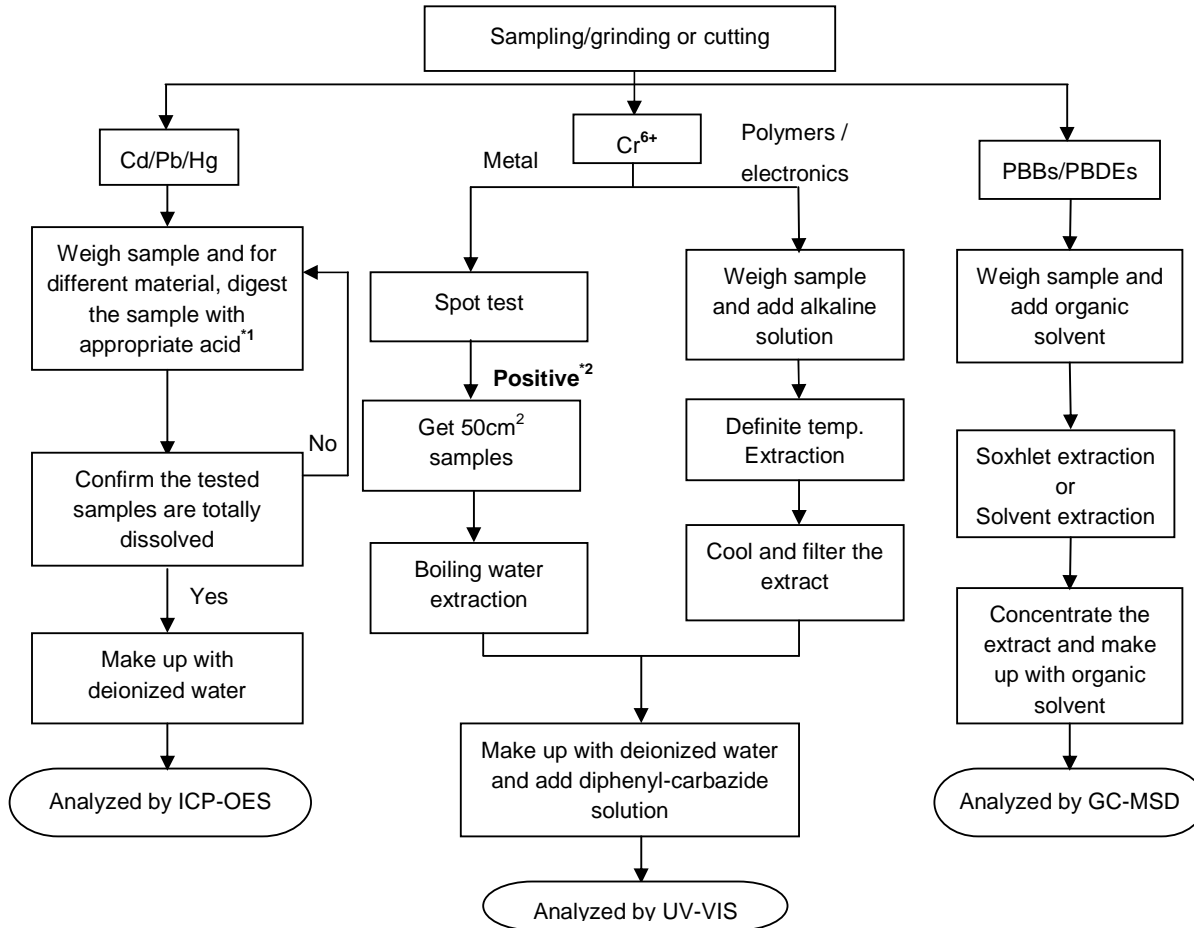 Sampling/grinding or cutting
Cd/Pb/Hg
Cr6+
Metal
Polymers /
electronics
PBBs/PBDEs
Weigh sample and for
different material, digest
the sample with
appropriate acid*1
No
Confirm the tested
samples are totally
dissolved
Yes
Make up with
deionized water
Analyzed by ICP-OES
Spot test
Positive*2
Get 50cm2
samples
Boiling water
extraction
Weigh sample
and add alkaline
solution
Definite temp.
Extraction
Cool and filter the
extract
Make up with deionized water
and add diphenyl-carbazide
solution
Analyzed by UV-VIS
Weigh sample and
add organic
solvent
Soxhlet extraction
or
Solvent extraction
Concentrate the
extract and make
up with organic
solvent
Analyzed by GC-MSD